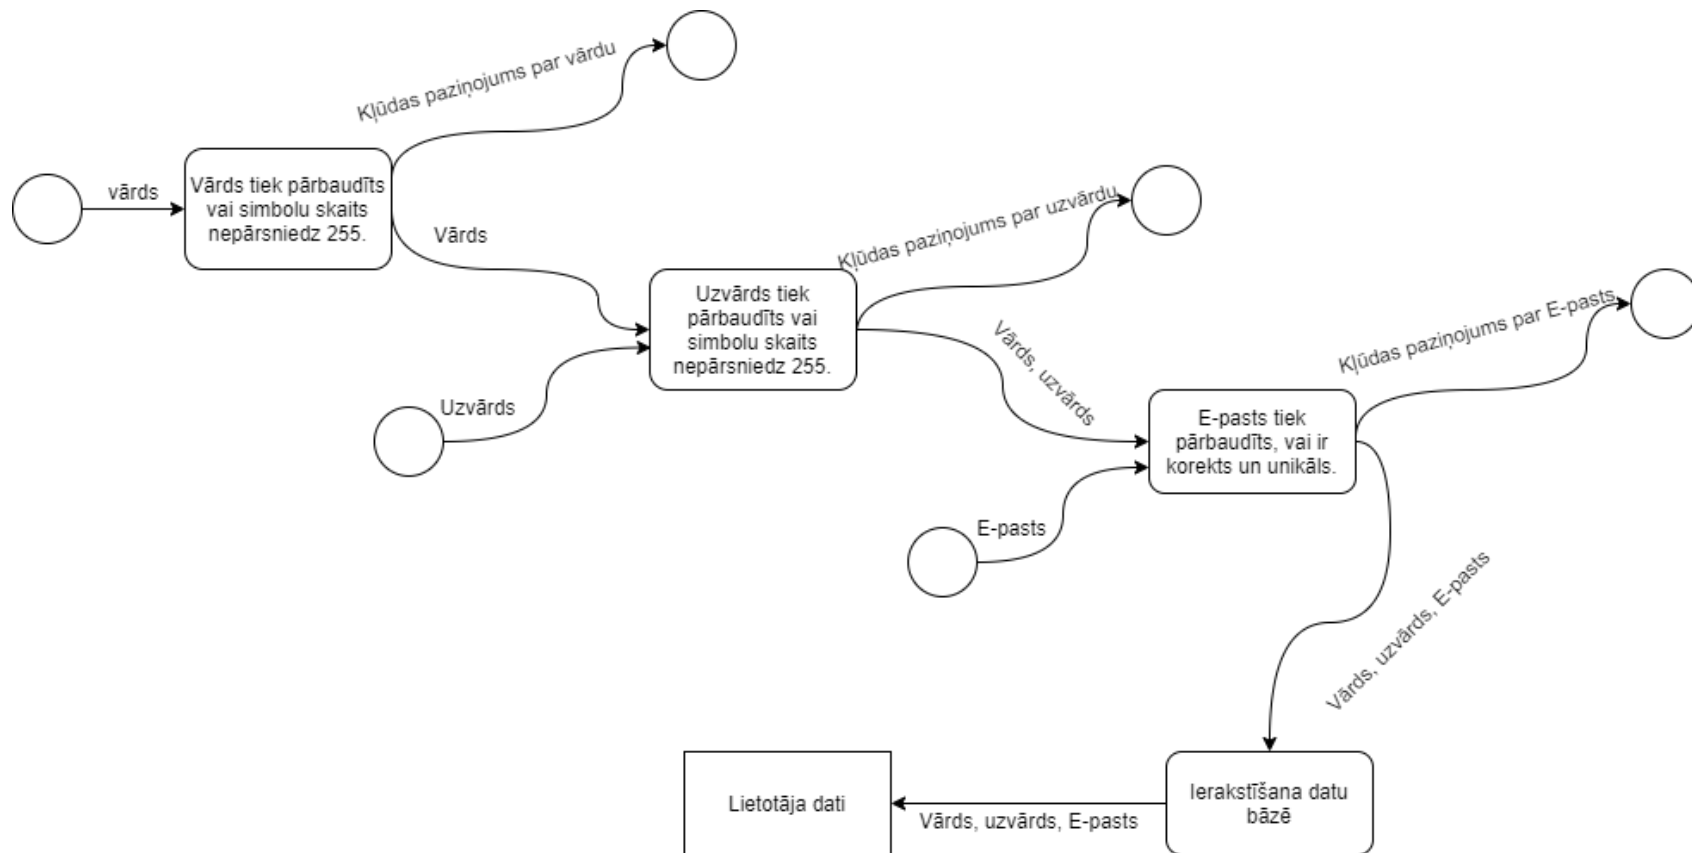 Kļūdas paziņojums par vārdu
vārds
Vārds tiek pārbaudīts
vai simbolu skaits
nepārsniedz 255.
Vārds
Kļūdas paziņojums par uzvārdu
Uzvārds tiek
pārbaudīts vai
simbolu skaits
nepārsniedz 255.
Uzvārds
Vārds, uzvārds
Kļūdas paziņojums par E-pasts
E-pasts tiek
pārbaudīts, vai ir
korekts un unikāls.
E-pasts
Vārds, uzvārds, E-pasts
Ierakstīšana datu
bāzē
Vārds, uzvārds, E-pasts
Lietotāja dati